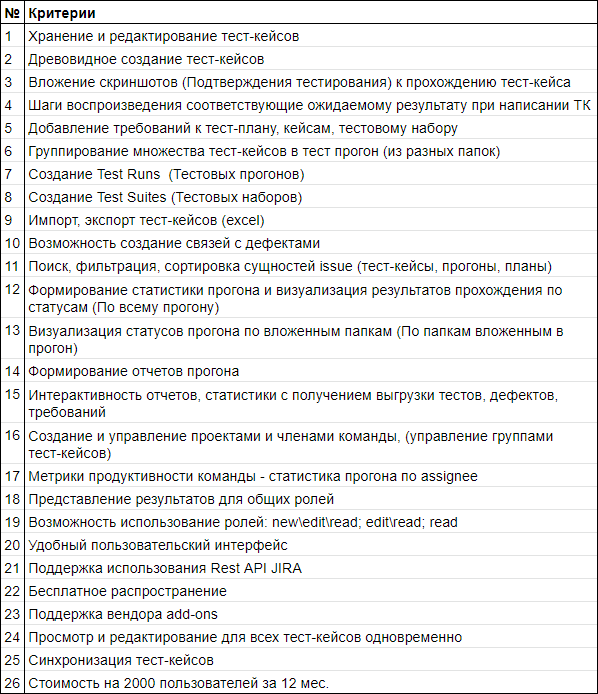 № Критерии
1 Хранение и редактирование тест-кейсов
2 Древовидное создание тест-кейсов
3 Вложение скриншотов (Подтверждения тестирования) к прохождению тест-кейса
4 Шаги воспроизведения соответствующие ожидаемому результату при написании ТК
5 Добавление требований к тест-плану, кейсам, тестовому набору
6 Группирование множества тест-кейсов в тест прогон (из разных папок)
7 Создание Test Runs  (Тестовых прогонов)
8 Создание Test Suites (Тестовых наборов)
9 Импорт, экспорт тест-кейсов (excel)
10 Возможность создание связей с дефектами
11 Поиск, фильтрация, сортировка сущностей issue (тест-кейсы, прогоны, планы)
12 Формирование статистики прогона и визуализация результатов прохождения по
статусам (По всему прогону)
13 Визуализация статусов прогона по вложенным папкам (По папкам вложенным в
прогон)
14 Формирование отчетов прогона
15 Интерактивность отчетов, статистики с получением выгрузки тестов, дефектов,
требований
16 Создание и управление проектами и членами команды, (управление группами
тест-кейсов)
17 Метрики продуктивности команды - статистика прогона по assignee
18 Представление результатов для общих ролей
19 Возможность использование ролей: new\edit\read; edit\read; read
20 Удобный пользовательский интерфейс
21 Поддержка использования Rest API JIRA
22 Бесплатное распространение
23 Поддержка вендора add-ons
24 Просмотр и редактирование для всех тест-кейсов одновременно
25 Синхронизация тест-кейсов
26 Стоимость на 2000 пользователей за 12 мес.